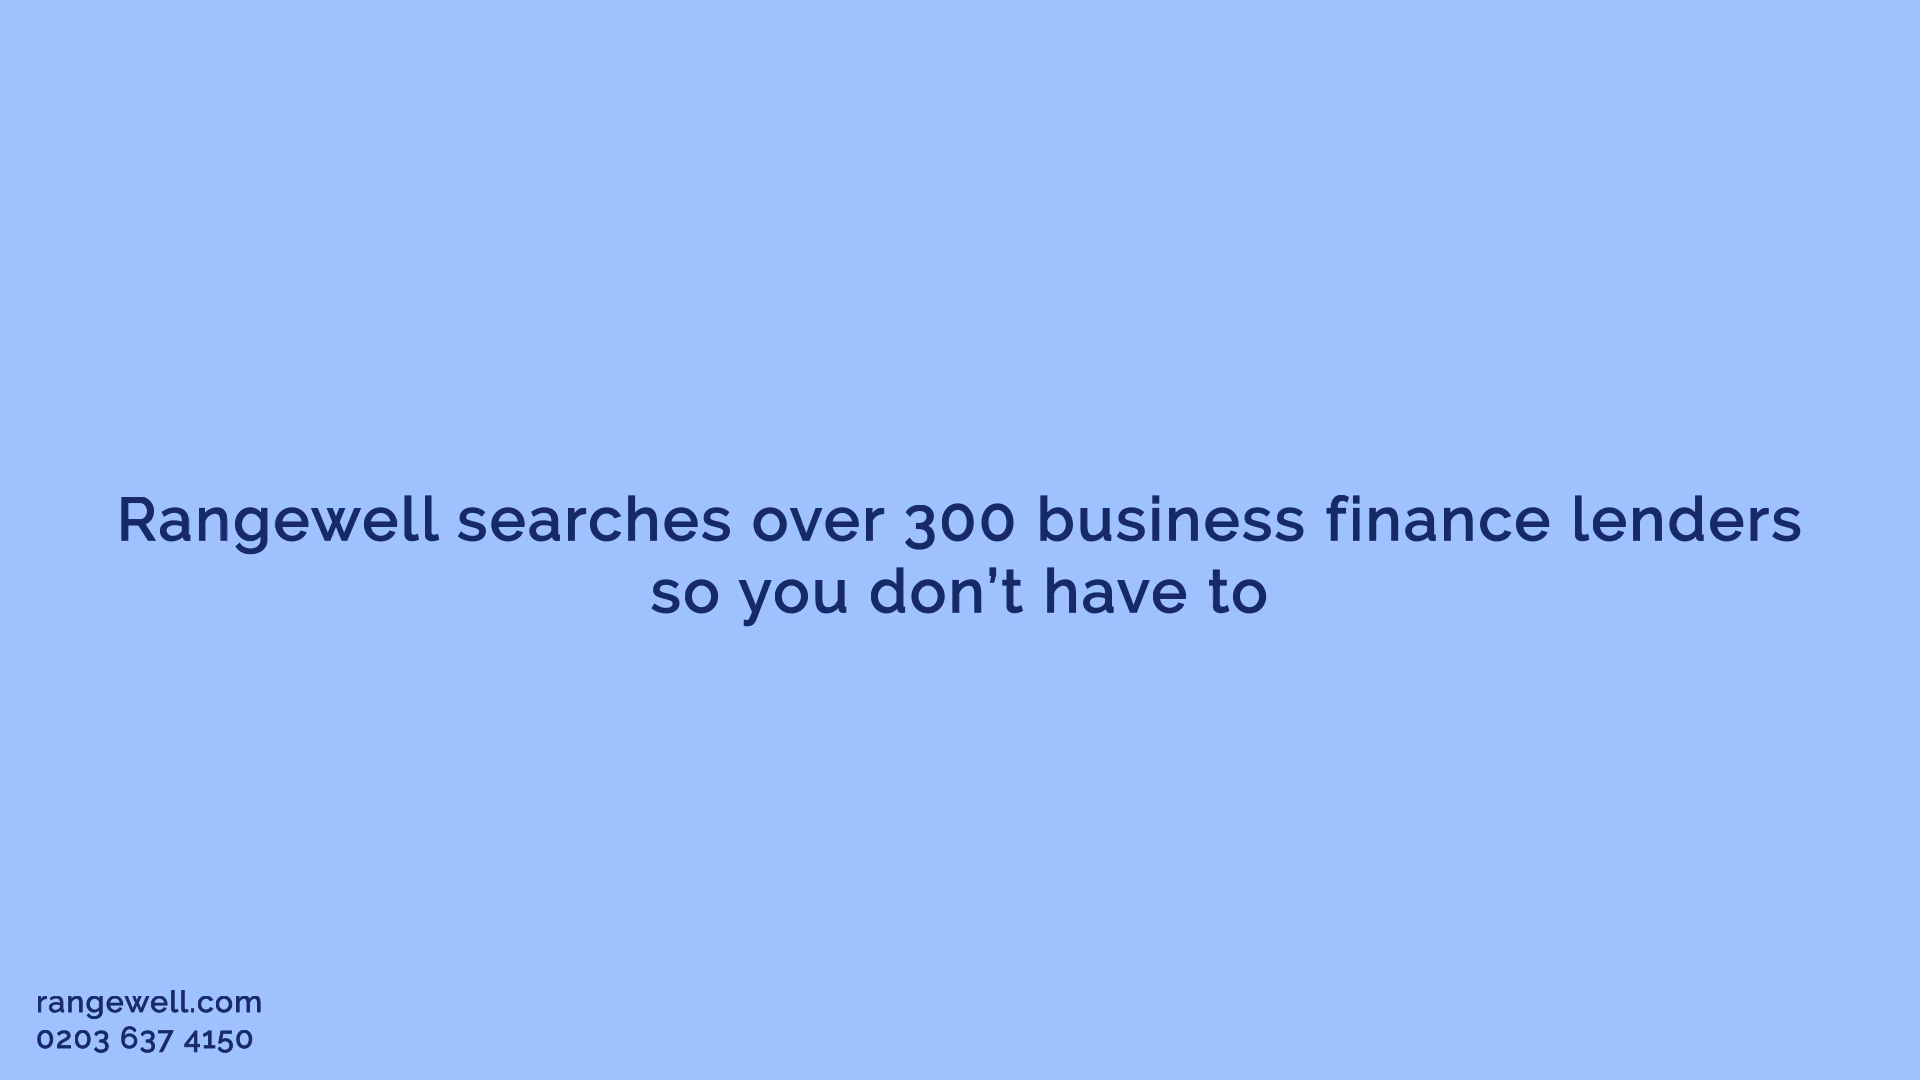 Rangewell searches over 300 business finance lenders
so you don’t have to
rangewell.com
0203 637 4150